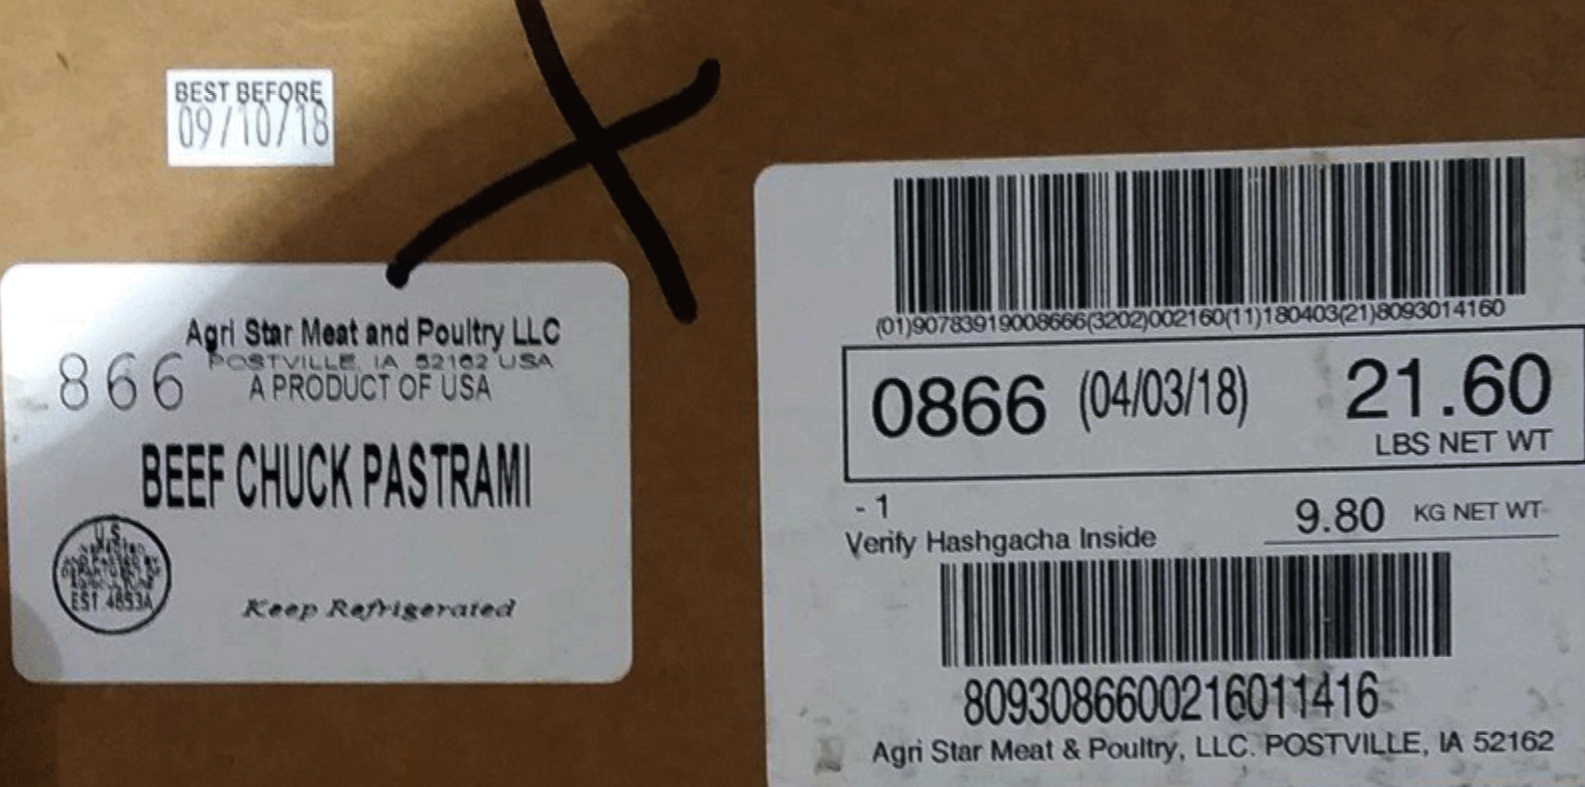 BEST BEFORE
09/10/18
Agri Star Meat and Poultry LLC
POSTVILLE, IA 52162 USA
866
A PRODUCT OF USA
BEEF CHUCK PASTRAMI
U.S.
EST 4653A
Keep Refrigerated
(01)90783919008666(3202)002160(11)180403(21)8093014160
0866 (04/03/18) 21.60
LBS NET WT
- 1
9.80 KG NET WT
Verify Hashgacha Inside
8093086600216011416
Agri Star Meat & Poultry, LLC. POSTVILLE, IA 52162